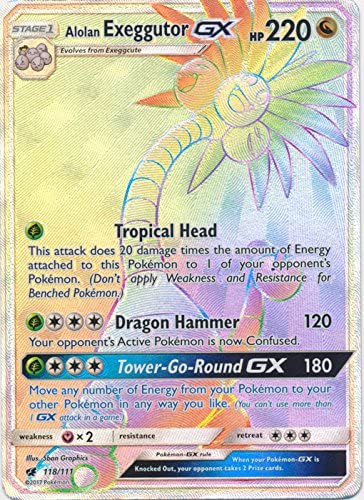 STAGE1 Alolan Exeggutor GX HP 220
Evolves from Exeggcute
Tropical Head
This attack does 20 damage times the amount of Energy
attached to this Pokémon to 1 of your opponent's
Pokémon. (Don't apply Weakness and Resistance for
Benched Pokémon.)
Dragon Hammer 120
Your opponent's Active Pokémon is now Confused.
Tower-Go-Round GX 180
Move any number of Energy from your Pokémon to your
other Pokémon in any way you like. (You can't use more
than one GX attack in a game.)
weakness ×2 resistance retreat
Illus. 5ban Graphics
118/111
©2017 Pokémon
Pokémon-GX rule
When your Pokémon-GX is
Knocked Out, your opponent takes 2 Prize cards.